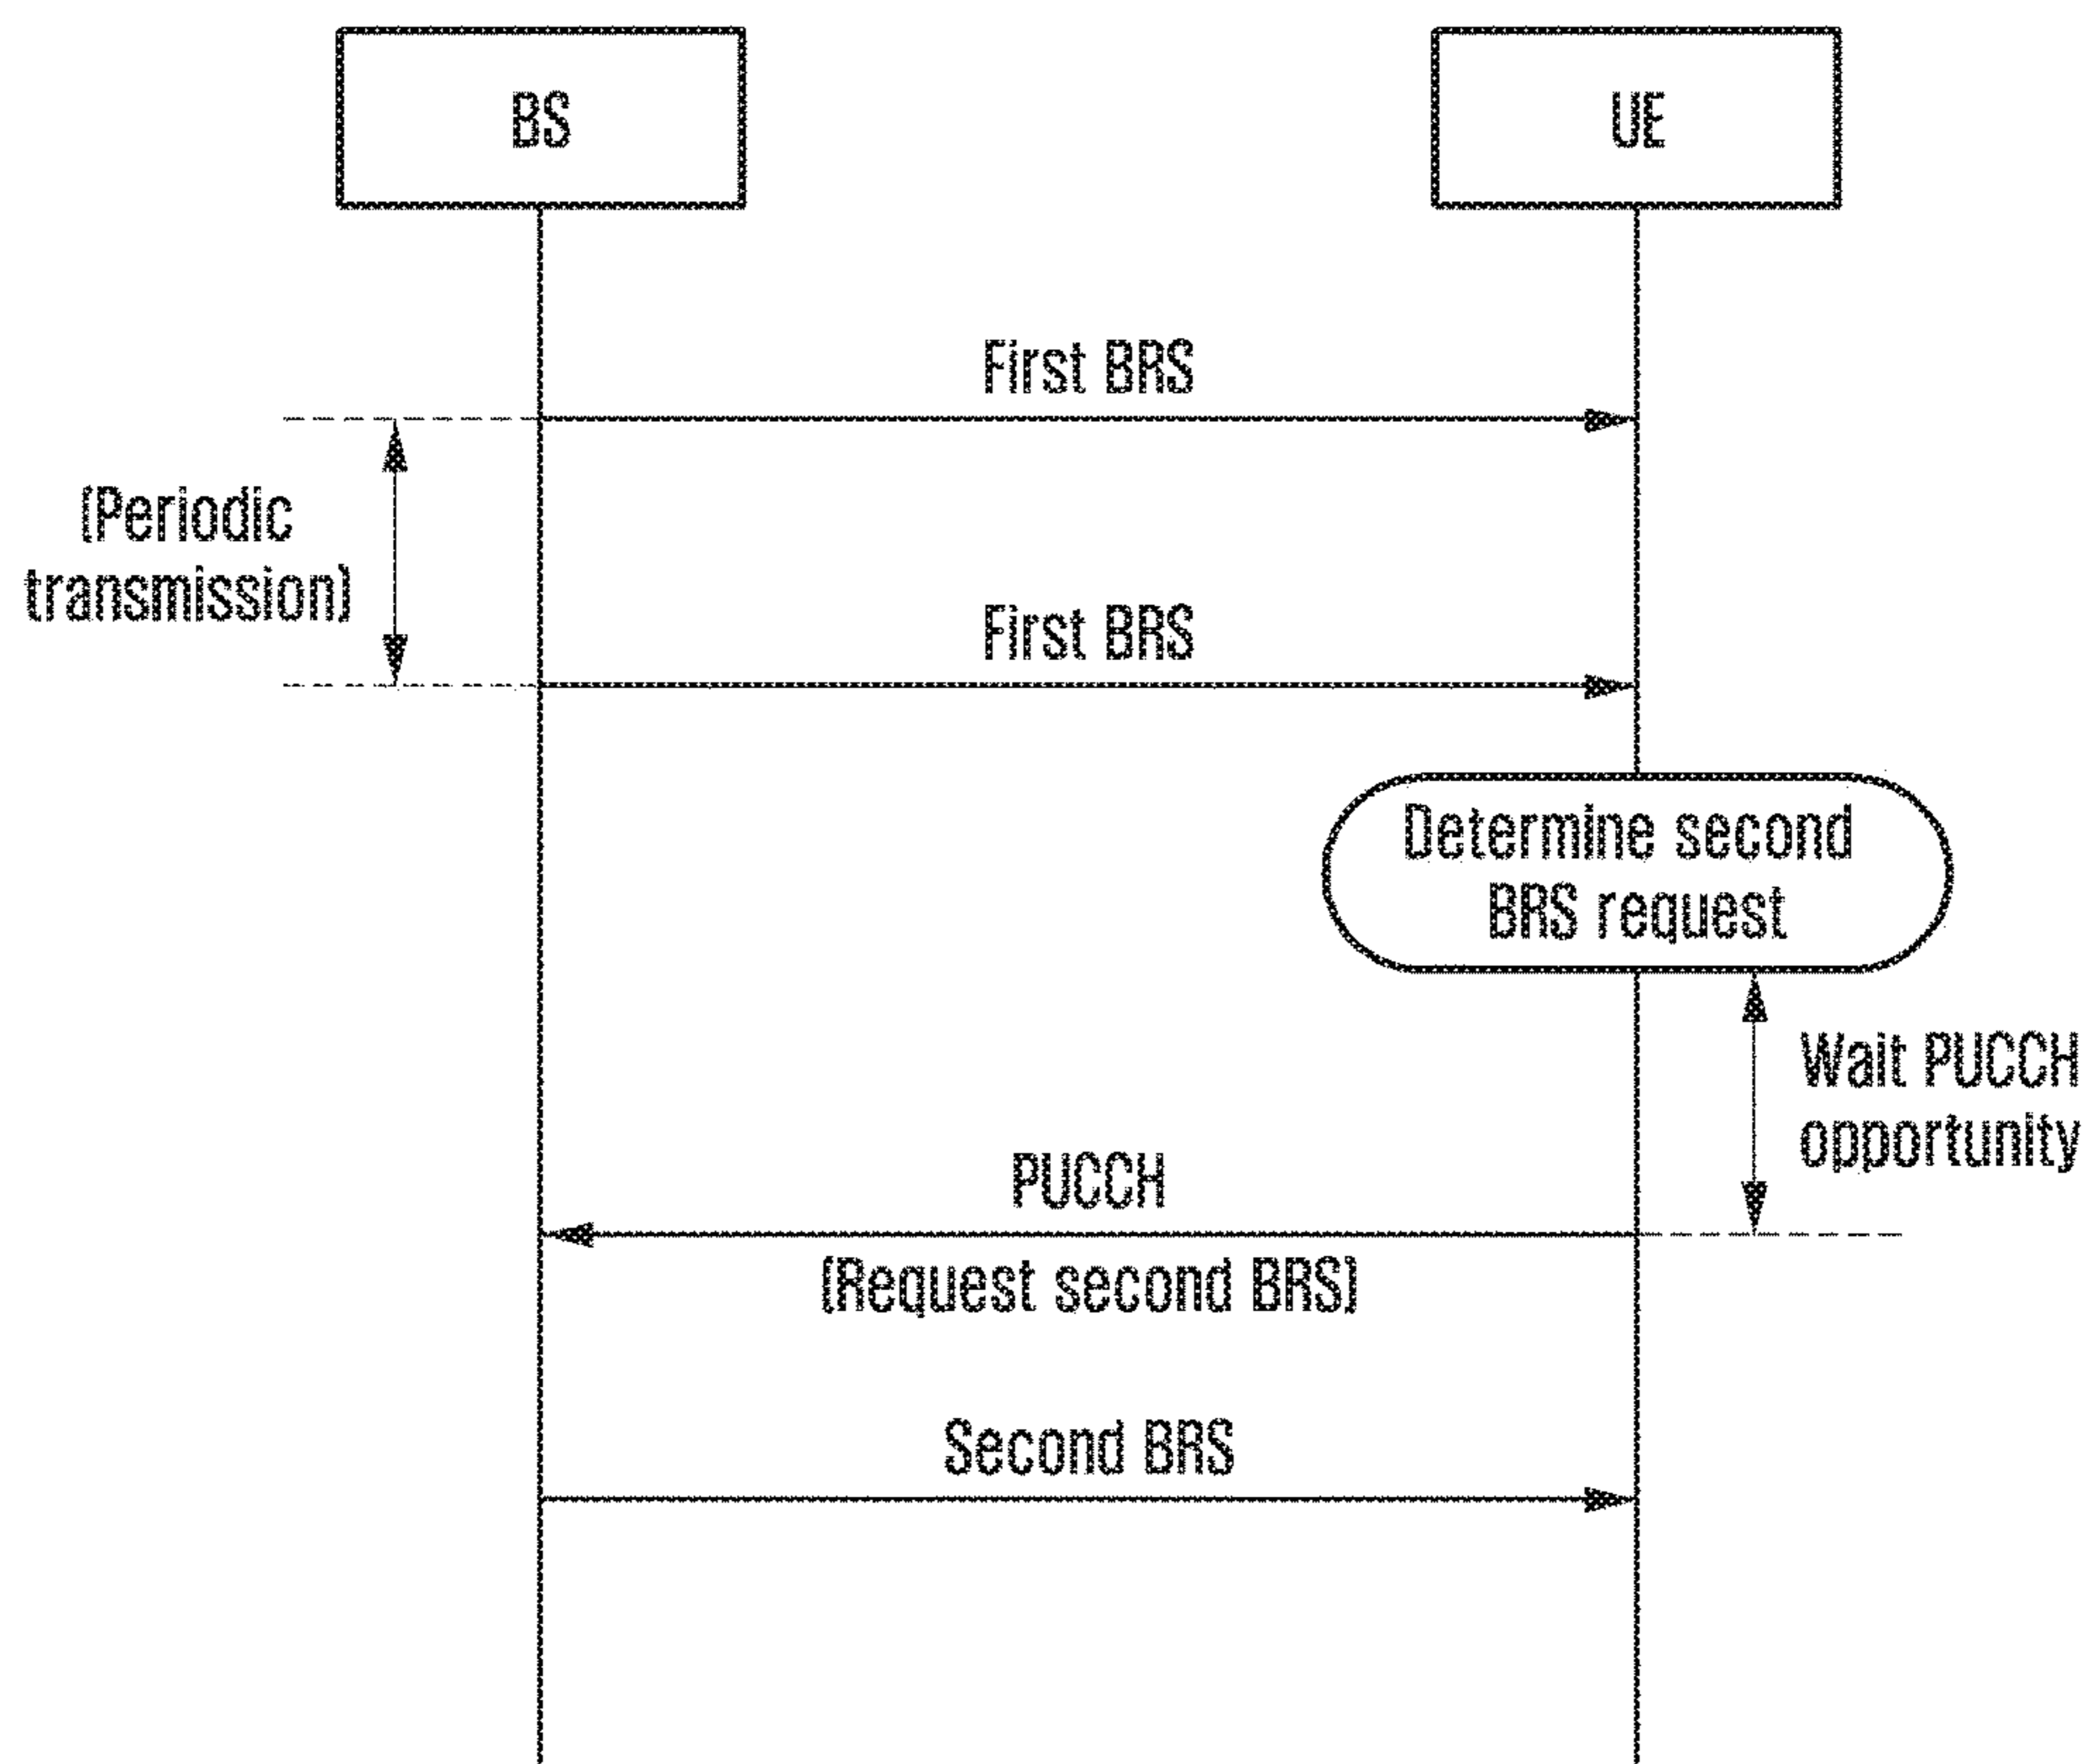 BS
UE
First BRS
(Periodic
transmission)
First BRS
Determine second
BRS request
Wait PUCCH
opportunity
PUCCH
(Request second BRS)
Second BRS